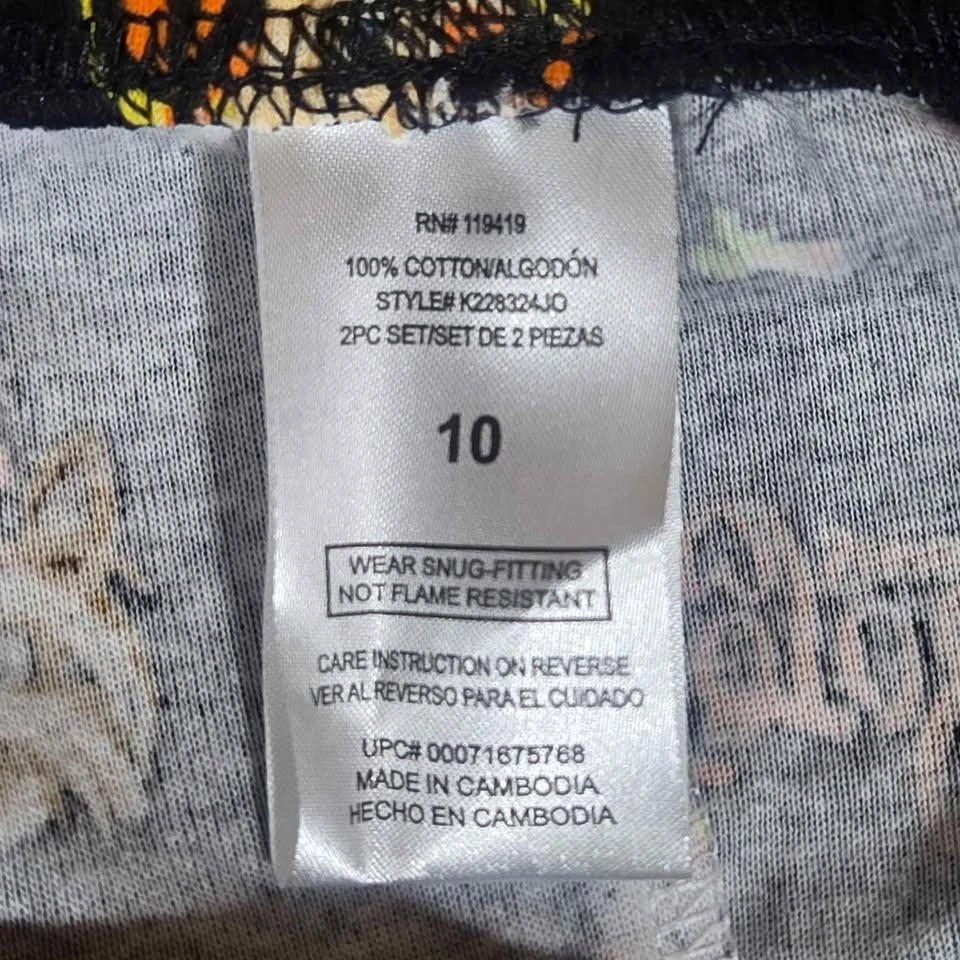 RN# 119419
100% COTTON/ALGODÓN
STYLE# K228324JO
2PC SET/SET DE 2 PIEZAS
10
WEAR SNUG-FITTING
NOT FLAME RESISTANT
CARE INSTRUCTION ON REVERSE
VER AL REVERSO PARA EL CUIDADO
UPC# 00071675768
MADE IN CAMBODIA
HECHO EN CAMBODIA